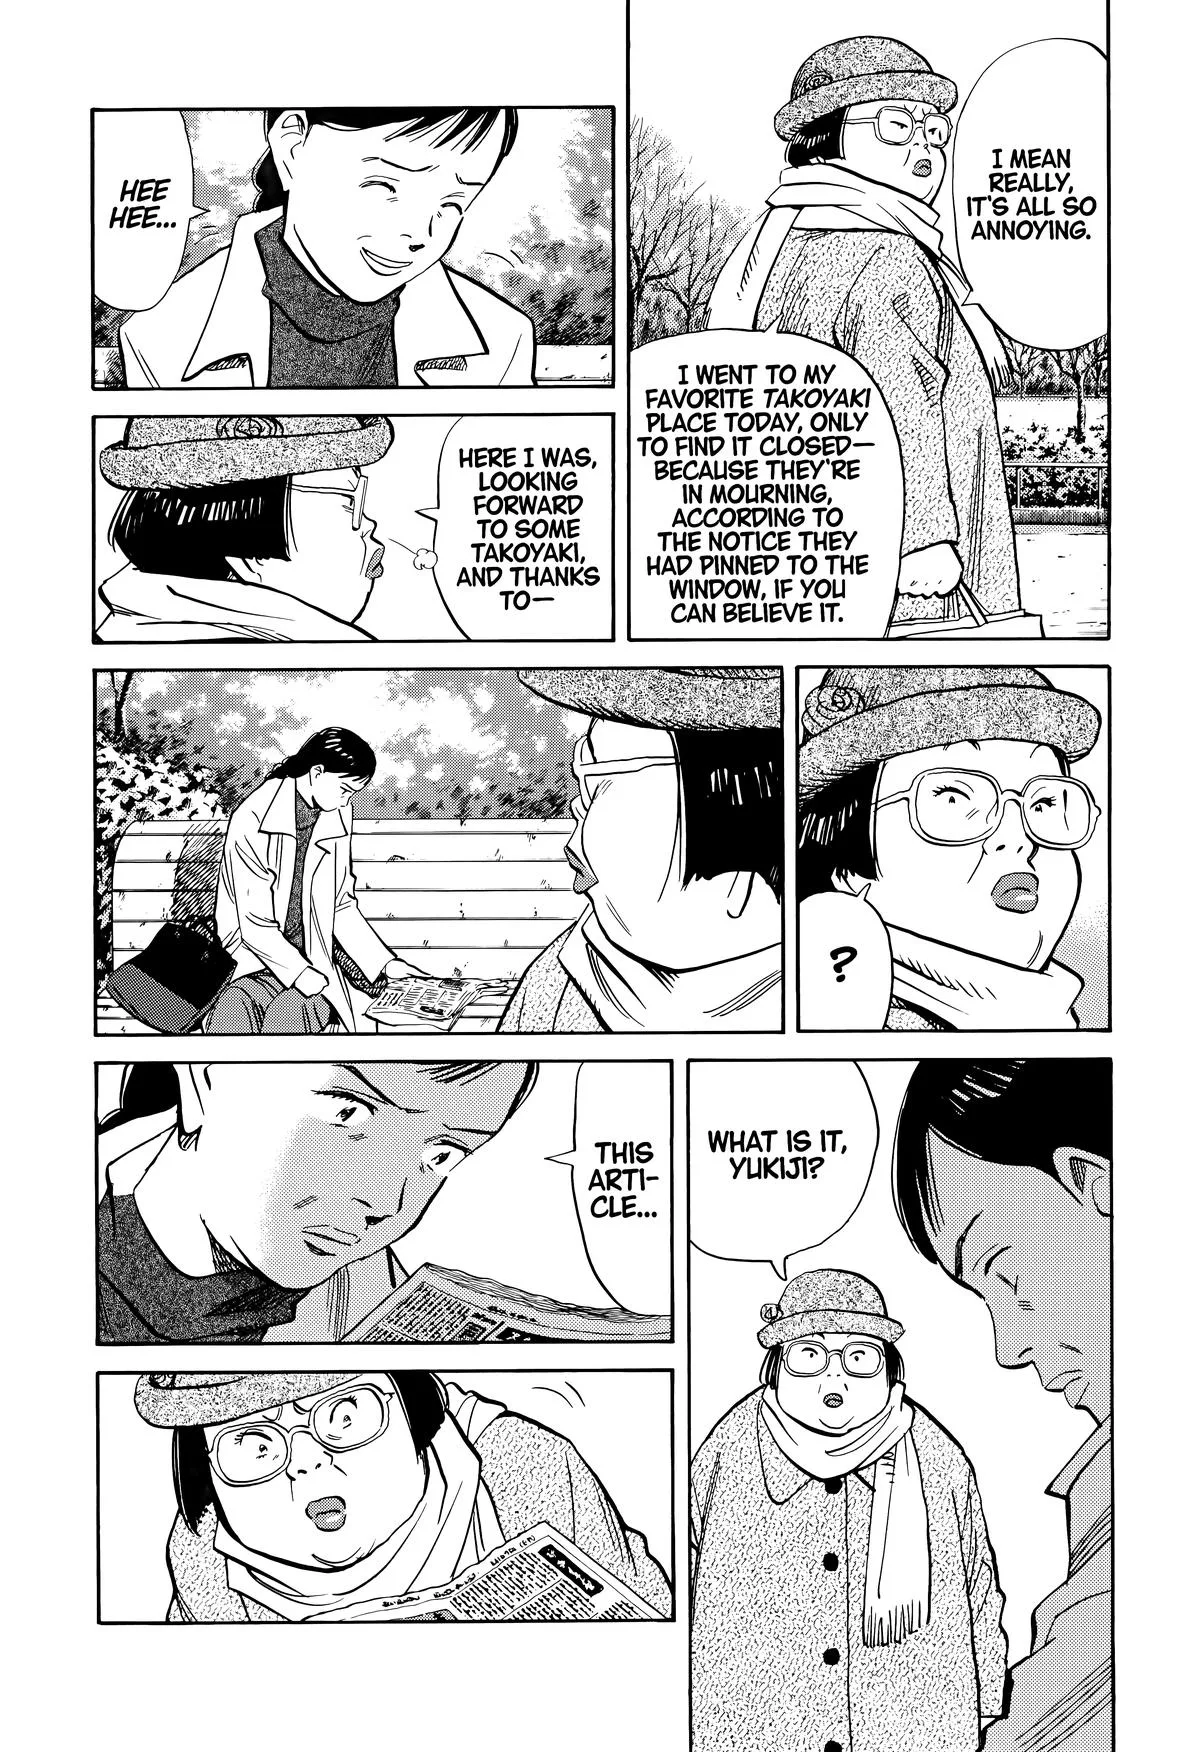 I MEAN
REALLY,
IT'S ALL SO
ANNOYING.
I WENT TO MY
FAVORITE TAKOYAKI
PLACE TODAY, ONLY
TO FIND IT CLOSED—
BECAUSE THEY'RE
IN MOURNING,
ACCORDING TO
THE NOTICE THEY
HAD PINNED TO THE
WINDOW, IF YOU
CAN BELIEVE IT.
HEE
HEE...
HERE I WAS,
LOOKING
FORWARD
TO SOME
TAKOYAKI,
AND THANKS
TO—
?
WHAT IS IT,
YUKIJI?
THIS
ARTI-
CLE...